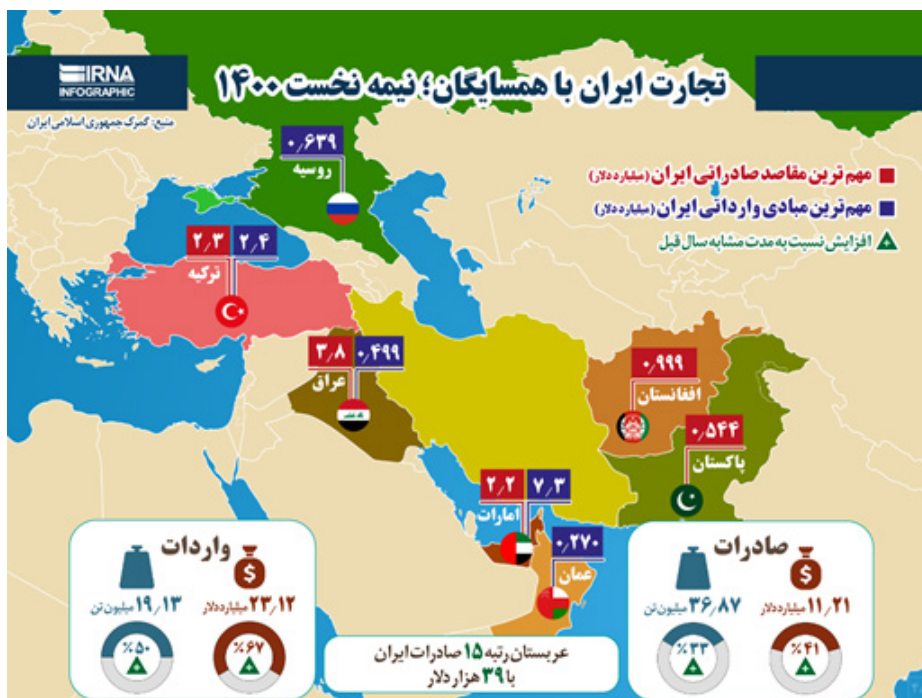 IRNA
INFOGRAPHIC
تجارت ایران با همسایگان؛ نیمه نخست ۱۴۰۰
منبع: گمرک جمهوری اسلامی ایران
مهم‌ترین مقاصد صادراتی ایران (میلیارد دلار)
مهم‌ترین مبادی وارداتی ایران (میلیارد دلار)
افزایش نسبت به مدت مشابه سال قبل
۰٫۶۳۹
روسیه
۲٫۳ ۲٫۴
ترکیه
۳٫۸ ۰٫۴۹۹
عراق
۰٫۹۹۹
افغانستان
۰٫۵۴۴
پاکستان
۲٫۲ ۷٫۳
امارات
۰٫۲۷۰
عمان
صادرات
۱۱٫۲۱ میلیارد دلار
٪۴۱
۳۶٫۸۷ میلیون تن
٪۳۳
واردات
۲۳٫۱۲ میلیارد دلار
٪۶۷
۱۹٫۱۳ میلیون تن
٪۵۰
عربستان رتبه ۱۵ صادرات ایران
با ۳۹ هزار دلار